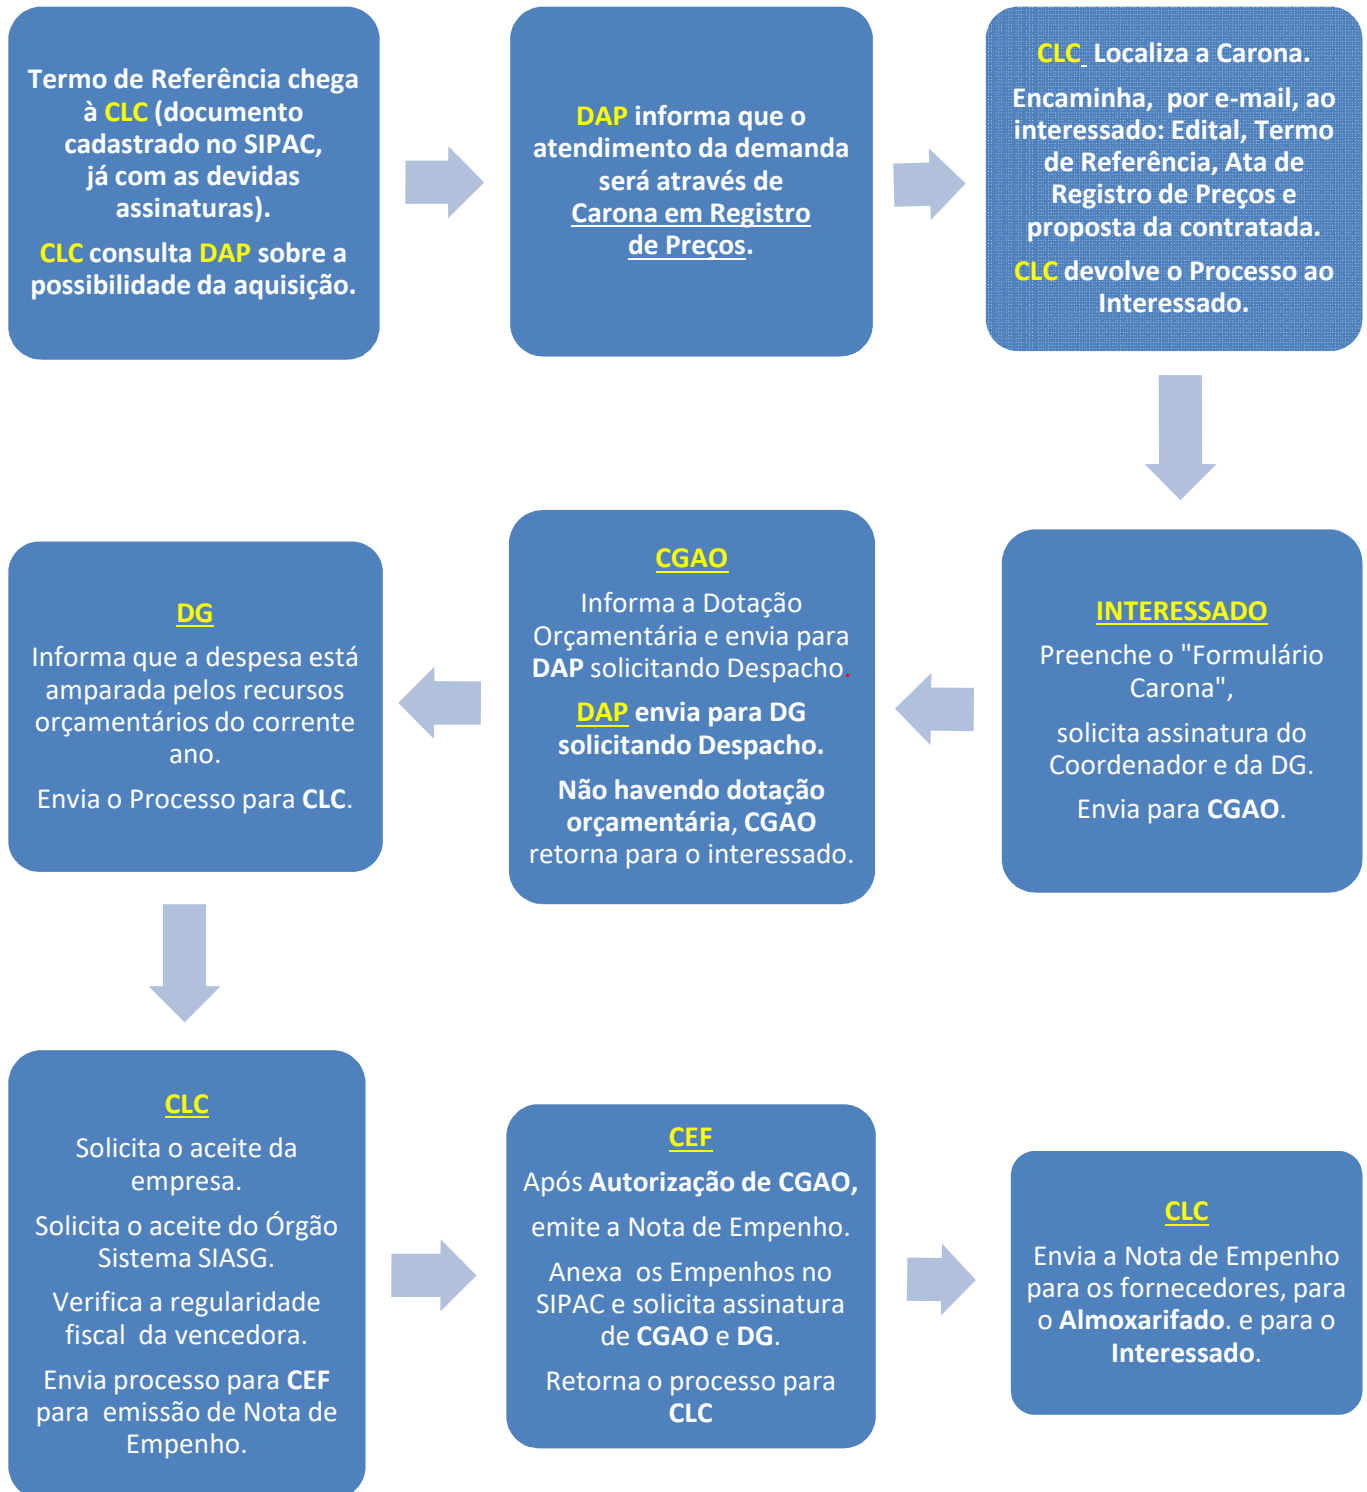 Termo de Referência chega
à CLC (documento
cadastrado no SIPAC,
já com as devidas
assinaturas).
CLC consulta DAP sobre a
possibilidade da aquisição.
DAP informa que o
atendimento da demanda
será através de
Carona em Registro
de Preços.
CLC Localiza a Carona.
Encaminha, por e-mail, ao
interessado: Edital, Termo
de Referência, Ata de
Registro de Preços e
proposta da contratada.
CLC devolve o Processo ao
Interessado.
INTERESSADO
Preenche o "Formulário
Carona",
solicita assinatura do
Coordenador e da DG.
Envia para CGAO.
CGAO
Informa a Dotação
Orçamentária e envia para
DAP solicitando Despacho.
DAP envia para DG
solicitando Despacho.
Não havendo dotação
orçamentária, CGAO
retorna para o interessado.
DG
Informa que a despesa está
amparada pelos recursos
orçamentários do corrente
ano.
Envia o Processo para CLC.
CLC
Solicita o aceite da
empresa.
Solicita o aceite do Órgão
Sistema SIASG.
Verifica a regularidade
fiscal da vencedora.
Envia processo para CEF
para emissão de Nota de
Empenho.
CEF
Após Autorização de CGAO,
emite a Nota de Empenho.
Anexa os Empenhos no
SIPAC e solicita assinatura
de CGAO e DG.
Retorna o processo para
CLC
CLC
Envia a Nota de Empenho
para os fornecedores, para
o Almoxarifado. e para o
Interessado.